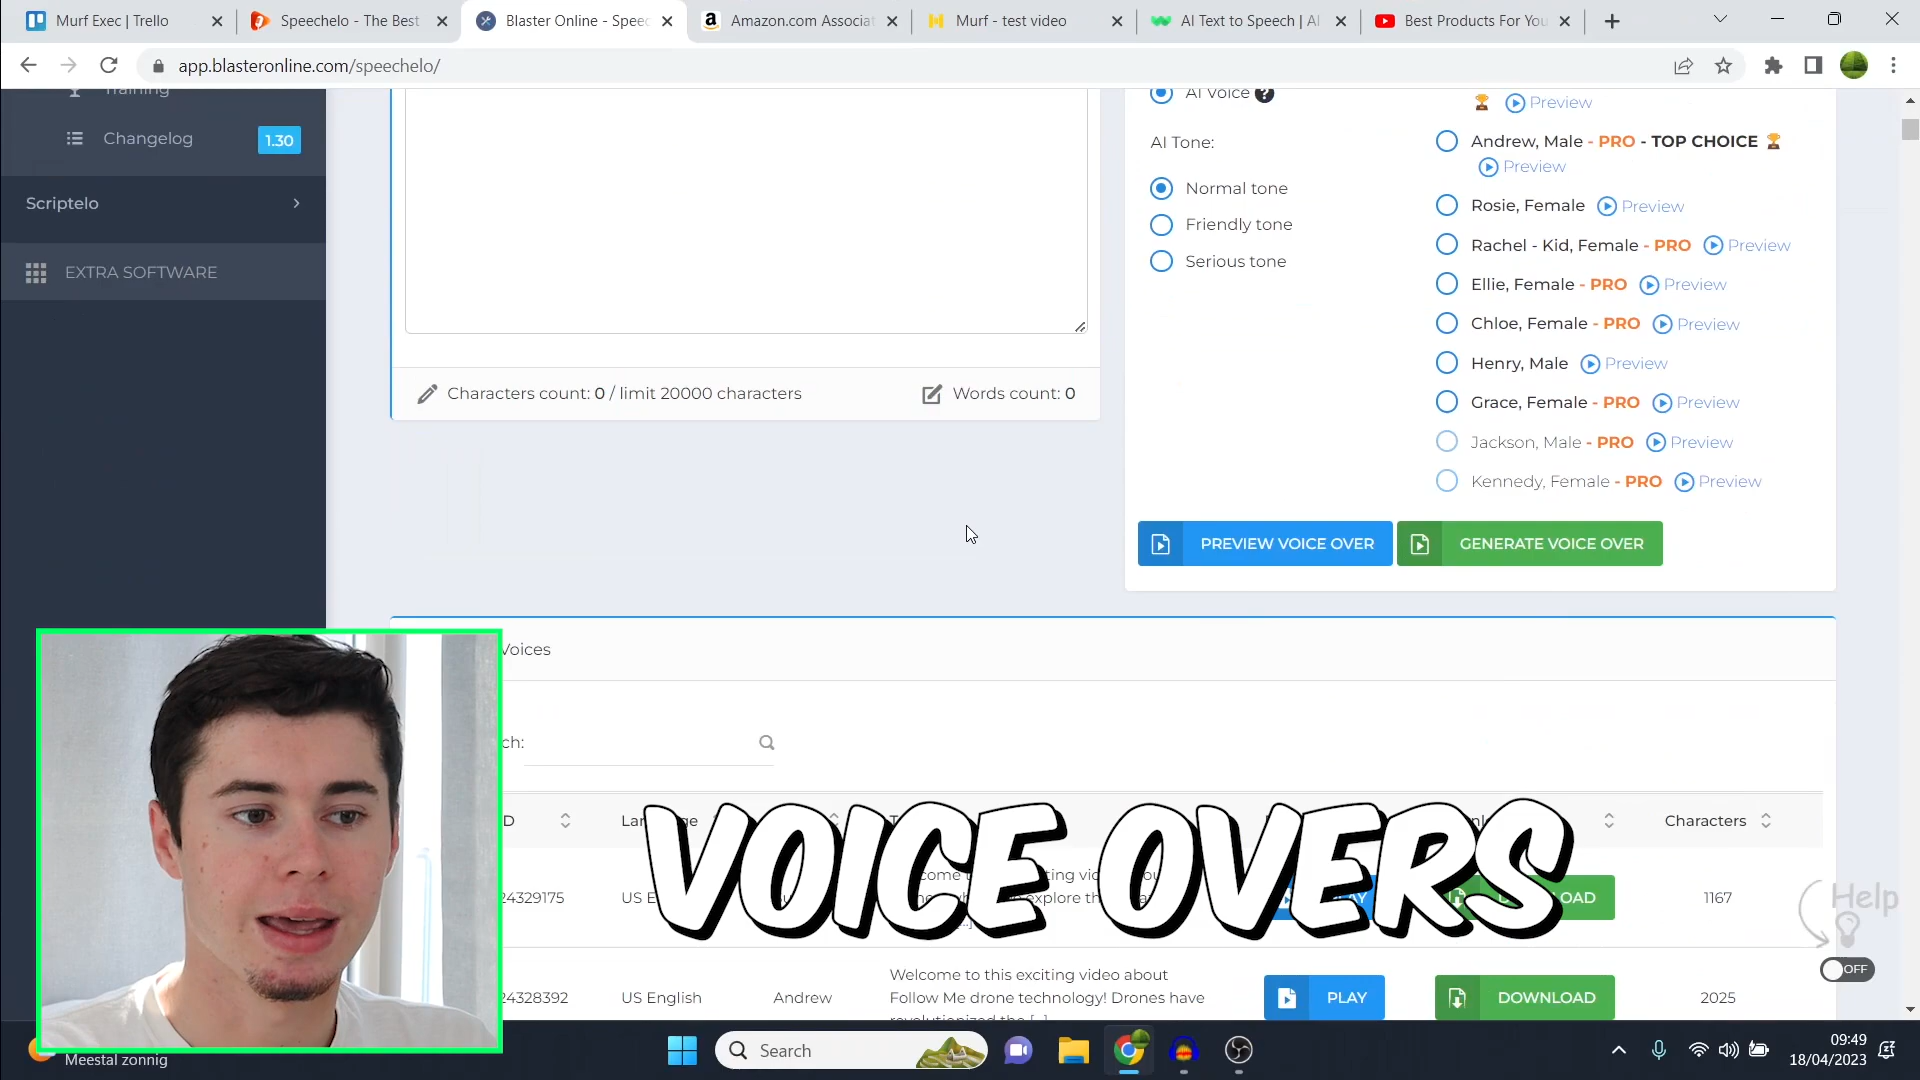 Murf Exec | Trello
Speechelo - The Best
Blaster Online - Speec
Amazon.com Associat
Murf - test video
AI Text to Speech | AI
Best Products For You
app.blasteronline.com/speechelo/
Training
Changelog
1.30
Scriptelo
EXTRA SOFTWARE
Characters count: 0 / limit 20000 characters
Words count: 0
AI Voice
AI Tone:
Normal tone
Friendly tone
Serious tone
Preview
Andrew, Male - PRO - TOP CHOICE
Preview
Rosie, Female Preview
Rachel - Kid, Female - PRO Preview
Ellie, Female - PRO Preview
Chloe, Female - PRO Preview
Henry, Male Preview
Grace, Female - PRO Preview
Jackson, Male - PRO Preview
Kennedy, Female - PRO Preview
PREVIEW VOICE OVER
GENERATE VOICE OVER
Voices
ch:
D
Characters
VOICE OVERS
24329175
US E
1167
24328392
US English
Andrew
Welcome to this exciting video about
Follow Me drone technology! Drones have
revolutionized the [...]
PLAY
DOWNLOAD
2025
Help
OFF
Meestal zonnig
Search
09:49
18/04/2023